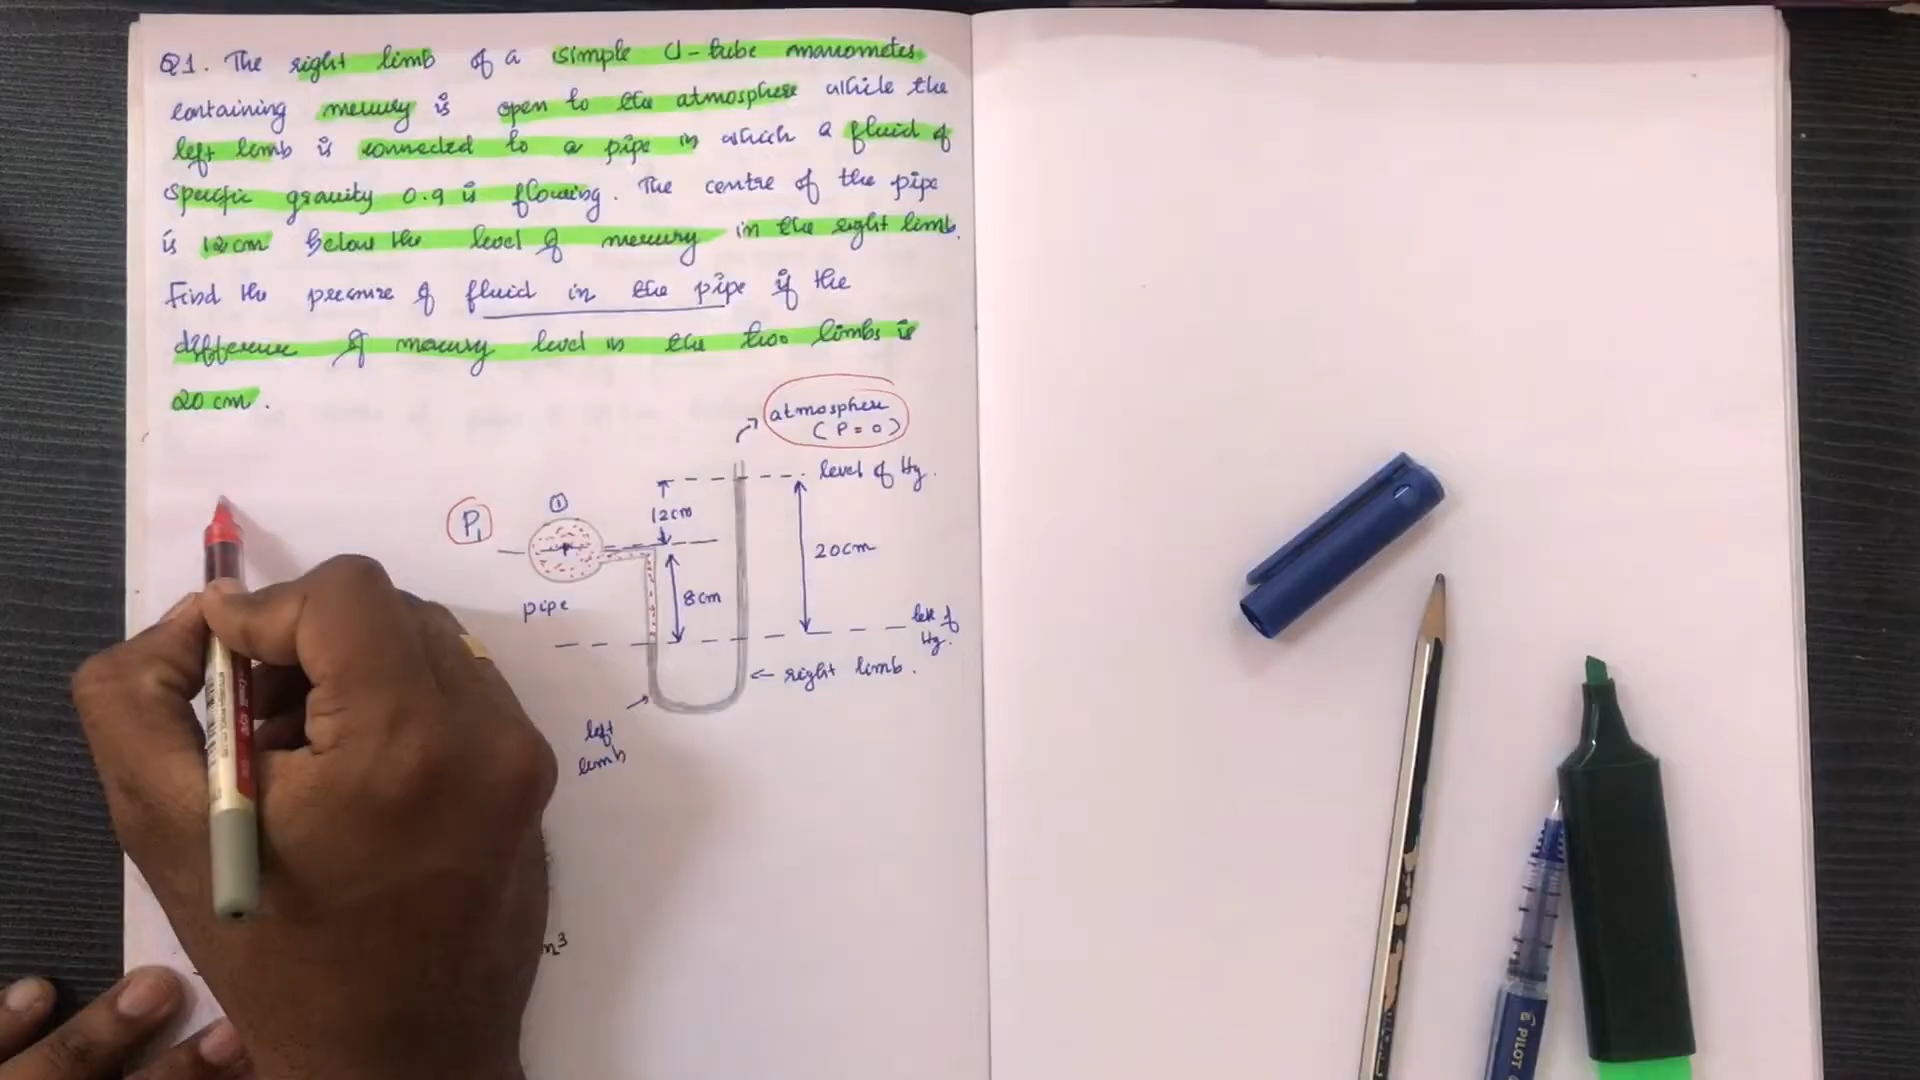 Q1. The right limb of a simple U-tube manometer
containing mercury is open to the atmosphere while the
left limb is connected to a pipe in which a fluid of
specific gravity 0.9 is flowing. The centre of the pipe
is 12cm below the level of mercury in the right limb.
Find the pressure of fluid in the pipe if the
difference of mercury level in the two limbs is
20 cm.
atmosphere
(P = 0)
level of Hg.
P1
1
12cm
20cm
8cm
pipe
Hg.
← right limb.
left
limb
m³
PILOT